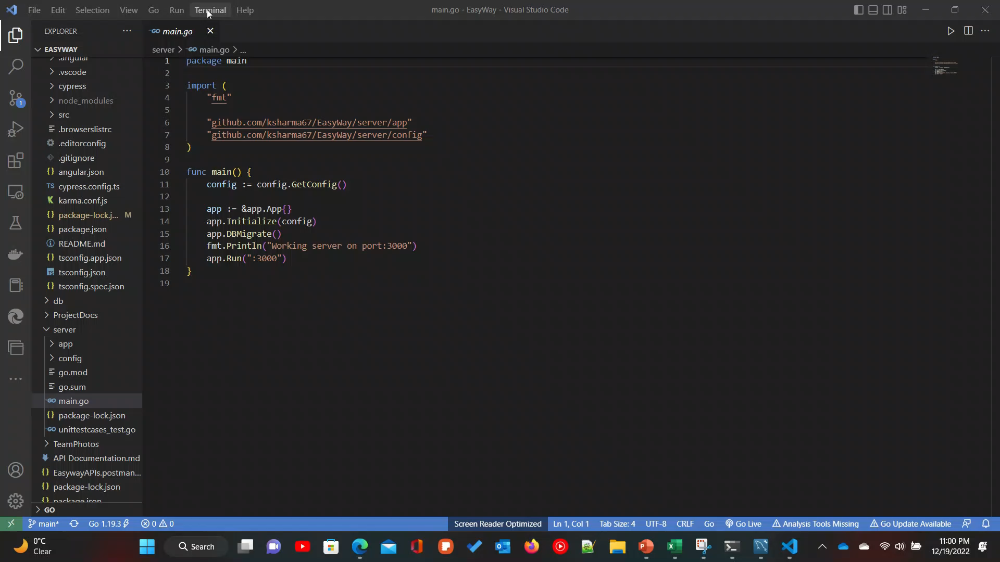 File Edit Selection View Go Run Terminal Help
main.go - EasyWay - Visual Studio Code
EXPLORER
main.go
EASYWAY
server > main.go > ...
.angular
.vscode
cypress
node_modules
src
.browserslistrc
.editorconfig
.gitignore
angular.json
TS cypress.config.ts
K karma.conf.js
package-lock.j... M
package.json
README.md
tsconfig.app.json
TS tsconfig.json
tsconfig.spec.json
db
ProjectDocs
server
app
config
go.mod
go.sum
main.go
package-lock.json
unittestcases_test.go
TeamPhotos
API Documentation.md
EasywayAPIs.postman...
package-lock.json
package.json
GO
1
1 package main
2
3 import (
4 "fmt"
5
6 "github.com/ksharma67/EasyWay/server/app"
7 "github.com/ksharma67/EasyWay/server/config"
8 )
9
10 func main() {
11 config := config.GetConfig()
12
13 app := &app.App{}
14 app.Initialize(config)
15 app.DBMigrate()
16 fmt.Println("Working server on port:3000")
17 app.Run(":3000")
18 }
19
main* Go 1.19.3 0 0 Screen Reader Optimized Ln 1, Col 1 Tab Size: 4 UTF-8 CRLF Go Go Live Analysis Tools Missing Go Update Available
0°C
Clear
Search
11:00 PM
12/19/2022